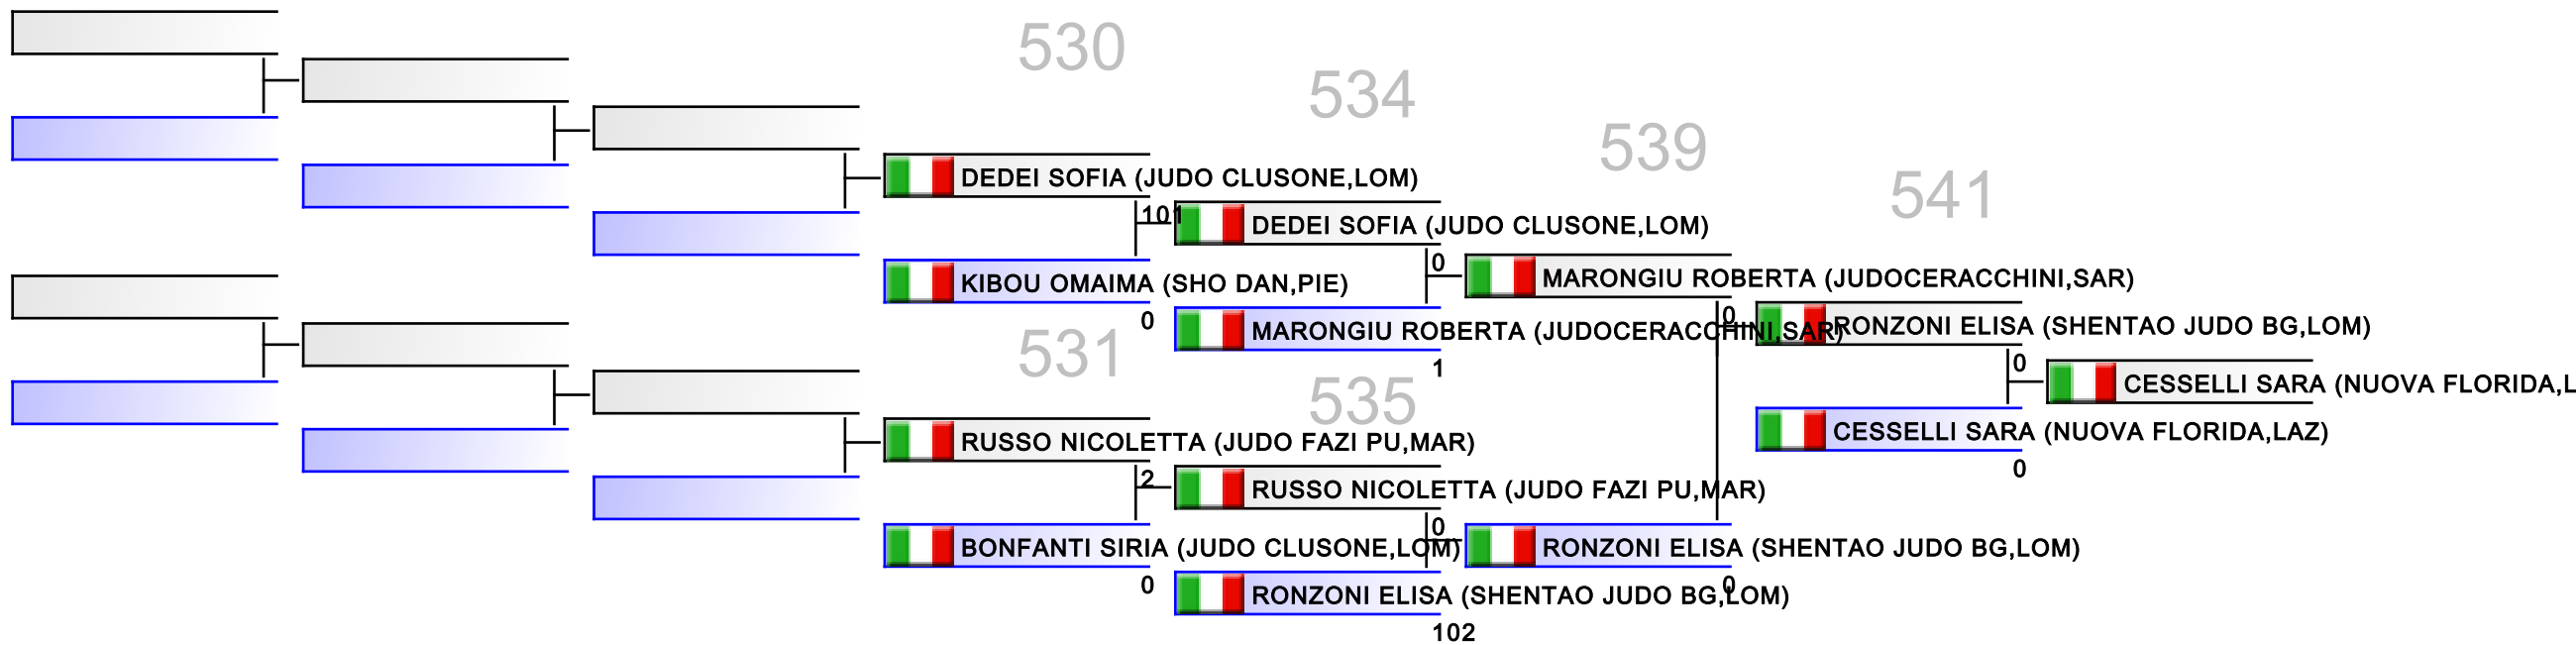 530
534
539
541
DEDEI SOFIA (JUDO CLUSONE,LOM)
101
DEDEI SOFIA (JUDO CLUSONE,LOM)
KIBOU OMAIMA (SHO DAN,PIE)
0
0
MARONGIU ROBERTA (JUDOCERACCHINI,SAR)
MARONGIU ROBERTA (JUDOCERACCHINI,SAR)
1
0
RONZONI ELISA (SHENTAO JUDO BG,LOM)
0
CESSELLI SARA (NUOVA FLORIDA,L
CESSELLI SARA (NUOVA FLORIDA,LAZ)
0
531
535
RUSSO NICOLETTA (JUDO FAZI PU,MAR)
2
RUSSO NICOLETTA (JUDO FAZI PU,MAR)
BONFANTI SIRIA (JUDO CLUSONE,LOM)
0
0
RONZONI ELISA (SHENTAO JUDO BG,LOM)
0
RONZONI ELISA (SHENTAO JUDO BG,LOM)
102